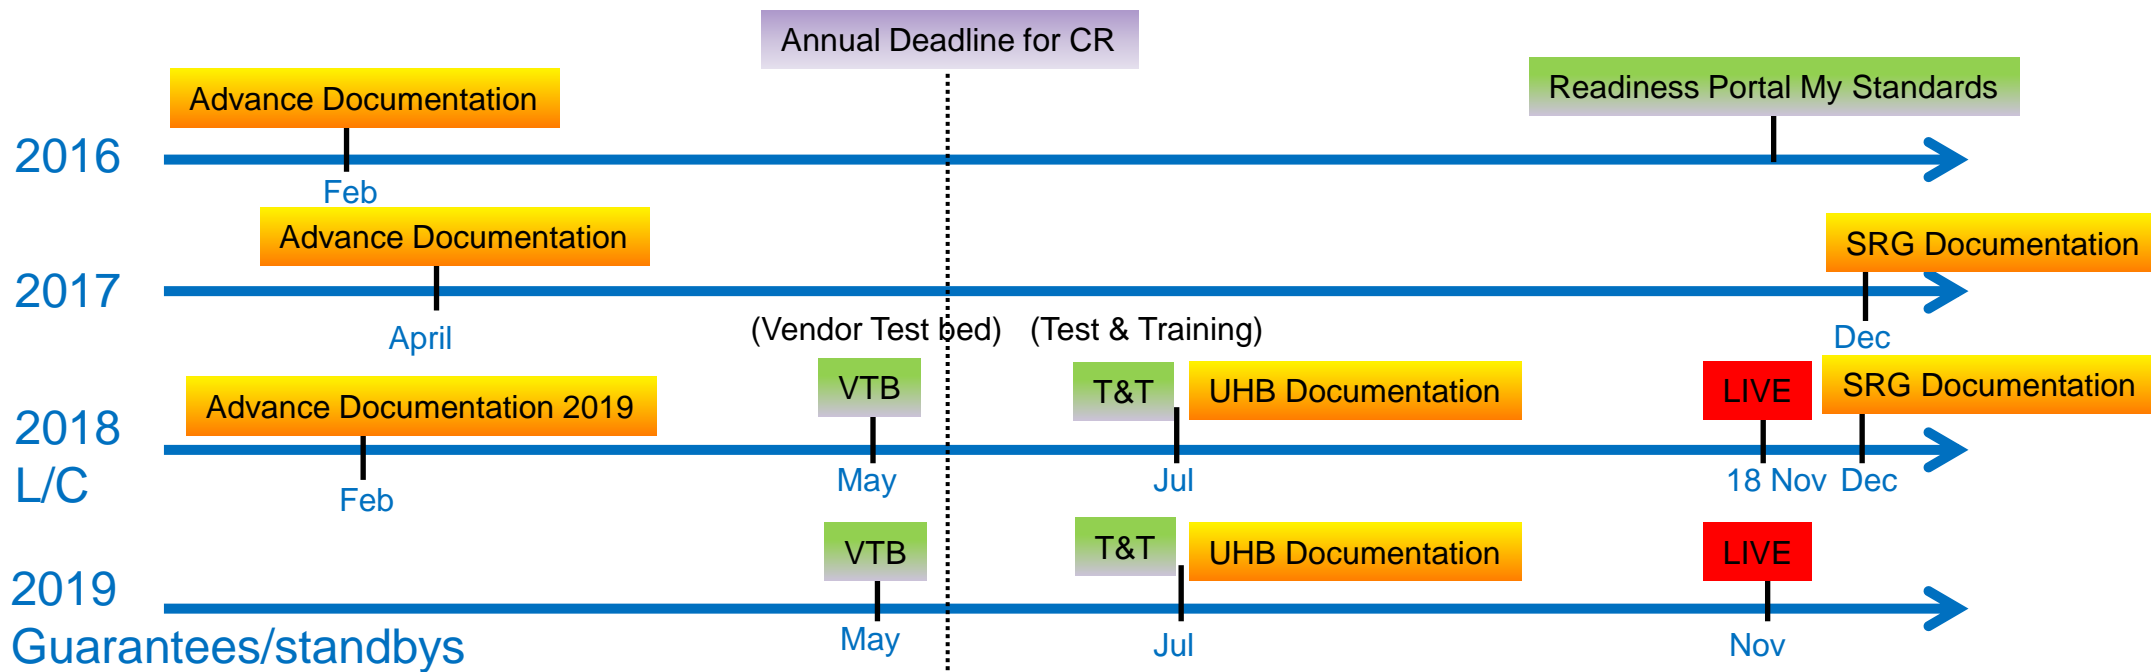 Annual Deadline for CR
Advance Documentation
Readiness Portal My Standards
2016
Feb
Advance Documentation
SRG Documentation
2017
April
Dec
(Vendor Test bed)
(Test & Training)
Advance Documentation 2019
VTB
T&T
UHB Documentation
LIVE
SRG Documentation
2018
L/C
Feb
May
Jul
18 Nov
Dec
VTB
T&T
UHB Documentation
LIVE
2019
Guarantees/standbys
May
Jul
Nov